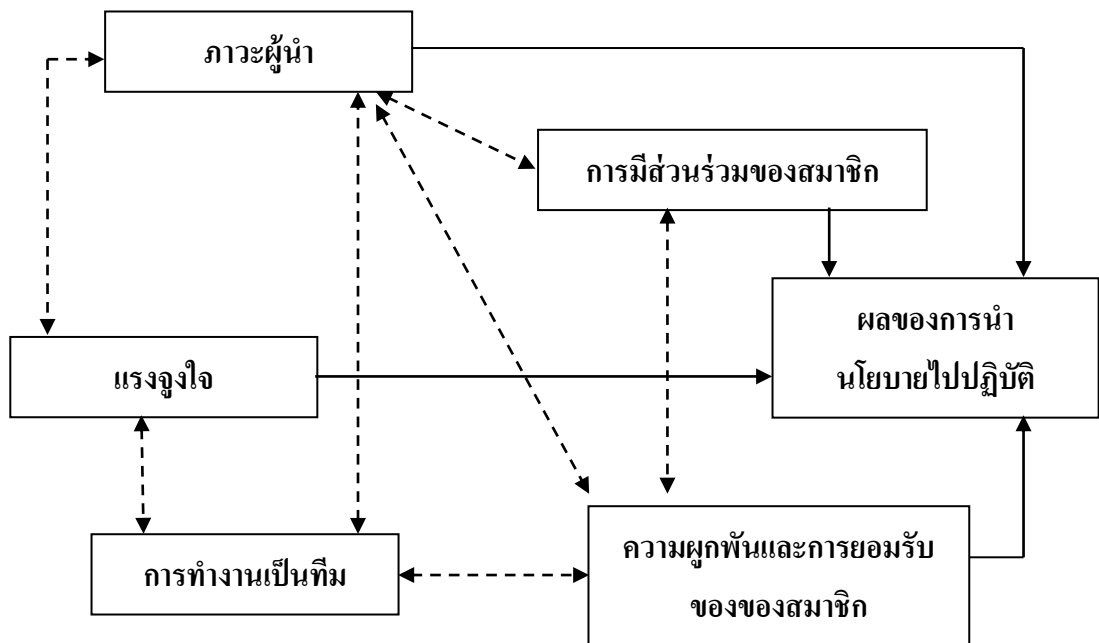 ภาวะผู้นำ
การมีส่วนร่วมของสมาชิก
ผลของการนำ
นโยบายไปปฏิบัติ
แรงจูงใจ
ความผูกพันและการยอมรับ
ของของสมาชิก
การทำงานเป็นทีม